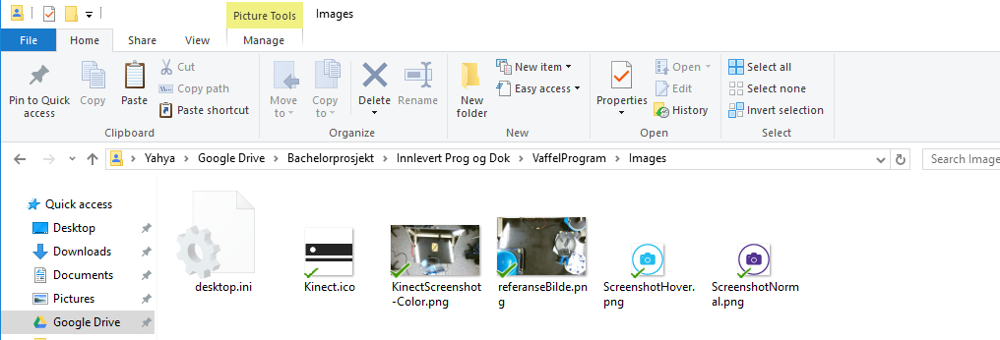 Picture Tools
Images
File
Home
Share
View
Manage
Pin to Quick
access
Copy
Paste
Cut
Copy path
Paste shortcut
Clipboard
Move
to
Copy
to
Delete
Rename
Organize
New
folder
New item
Easy access
New
Properties
Open
Edit
History
Open
Select all
Select none
Invert selection
Select
Yahya > Google Drive > Bachelorprosjekt > Innlevert Prog og Dok > VaffelProgram > Images
Search Image
Quick access
Desktop
Downloads
Documents
Pictures
Google Drive
desktop.ini
Kinect.ico
KinectScreenshot
-Color.png
referanseBilde.pn
g
ScreenshotHover.
png
ScreenshotNor
mal.png